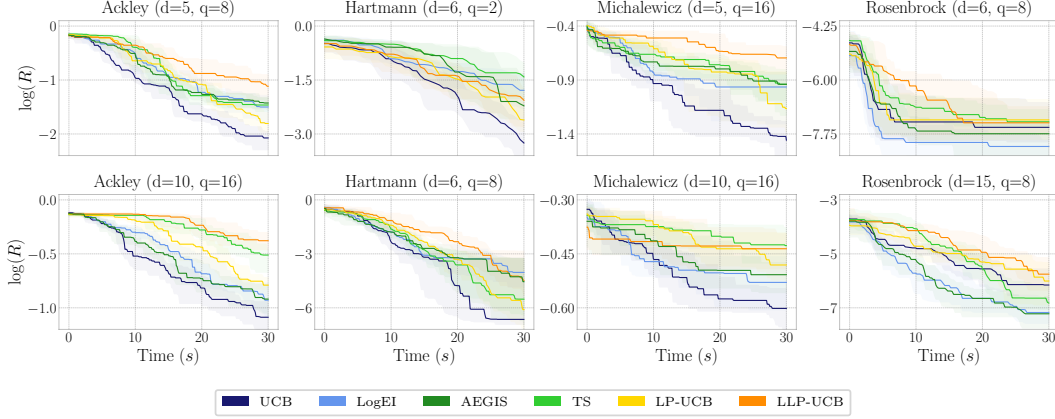 Ackley (d=5, q=8)
Hartmann (d=6, q=2)
Michalewicz (d=5, q=16)
Rosenbrock (d=6, q=8)
log(R)
0
−1
−2
0.0
−1.5
−3.0
−0.4
−0.9
−1.4
−4.25
−6.00
−7.75
Ackley (d=10, q=16)
Hartmann (d=6, q=8)
Michalewicz (d=10, q=16)
Rosenbrock (d=15, q=8)
log(R)
0.0
−0.5
−1.0
0
−3
−6
−0.30
−0.45
−0.60
−3
−5
−7
0 10 20 30
0 10 20 30
0 10 20 30
0 10 20 30
Time (s)
Time (s)
Time (s)
Time (s)
UCB LogEI AEGIS TS LP-UCB LLP-UCB